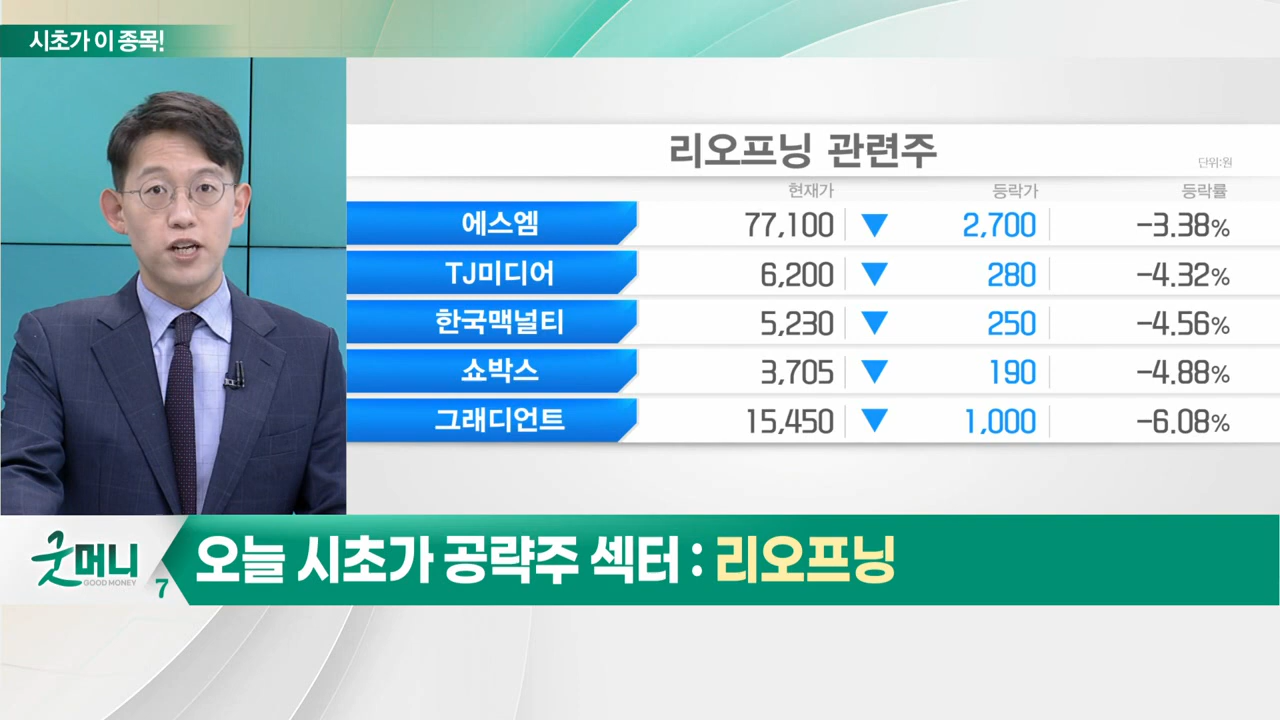 시초가 이 종목!
리오프닝 관련주
단위:원
현재가 등락가 등락률
에스엠 77,100 ▼ 2,700 -3.38%
TJ미디어 6,200 ▼ 280 -4.32%
한국맥널티 5,230 ▼ 250 -4.56%
쇼박스 3,705 ▼ 190 -4.88%
그래디언트 15,450 ▼ 1,000 -6.08%
굿머니
GOOD MONEY
7
오늘 시초가 공략주 섹터 : 리오프닝